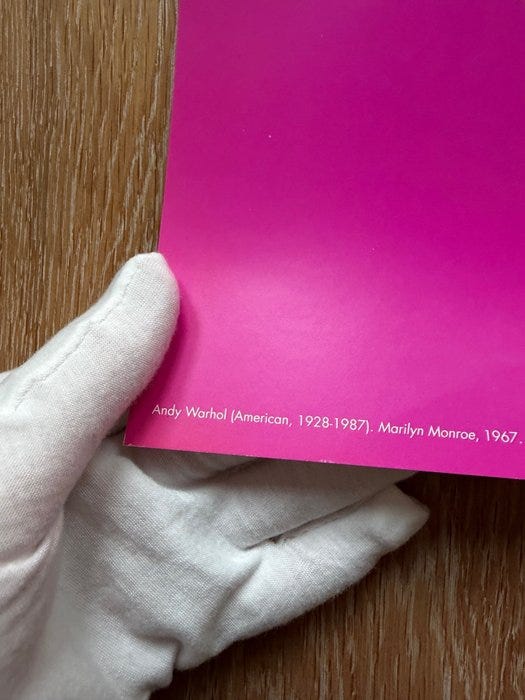 Andy Warhol (American, 1928-1987). Marilyn Monroe, 1967.